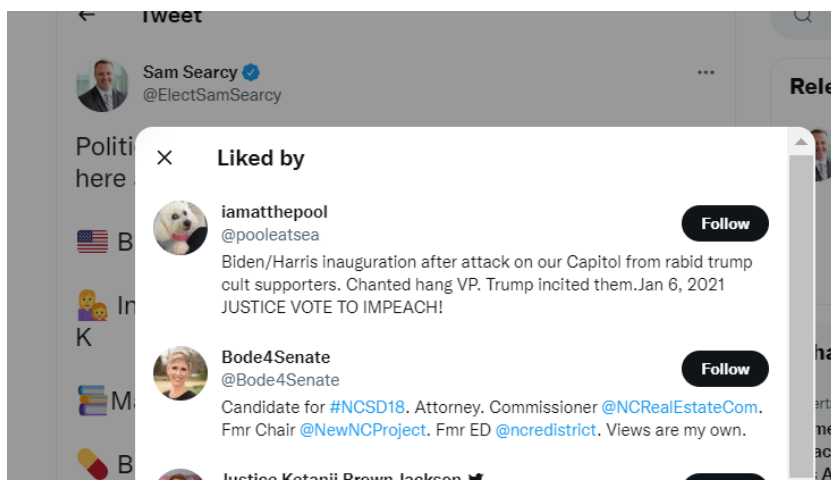 Tweet
Sam Searcy
@ElectSamSearcy
Rele
Politi
here
Liked by
iamatthepool
@pooleatsea
Follow
Biden/Harris inauguration after attack on our Capitol from rabid trump
cult supporters. Chanted hang VP. Trump incited them.Jan 6, 2021
JUSTICE VOTE TO IMPEACH!
B
In
K
Bode4Senate
@Bode4Senate
Follow
Candidate for #NCSD18. Attorney. Commissioner @NCRealEstateCom.
Fmr Chair @NewNCProject. Fmr ED @ncredistrict. Views are my own.
Ma
B
Justice Ketanji Brown Jackson